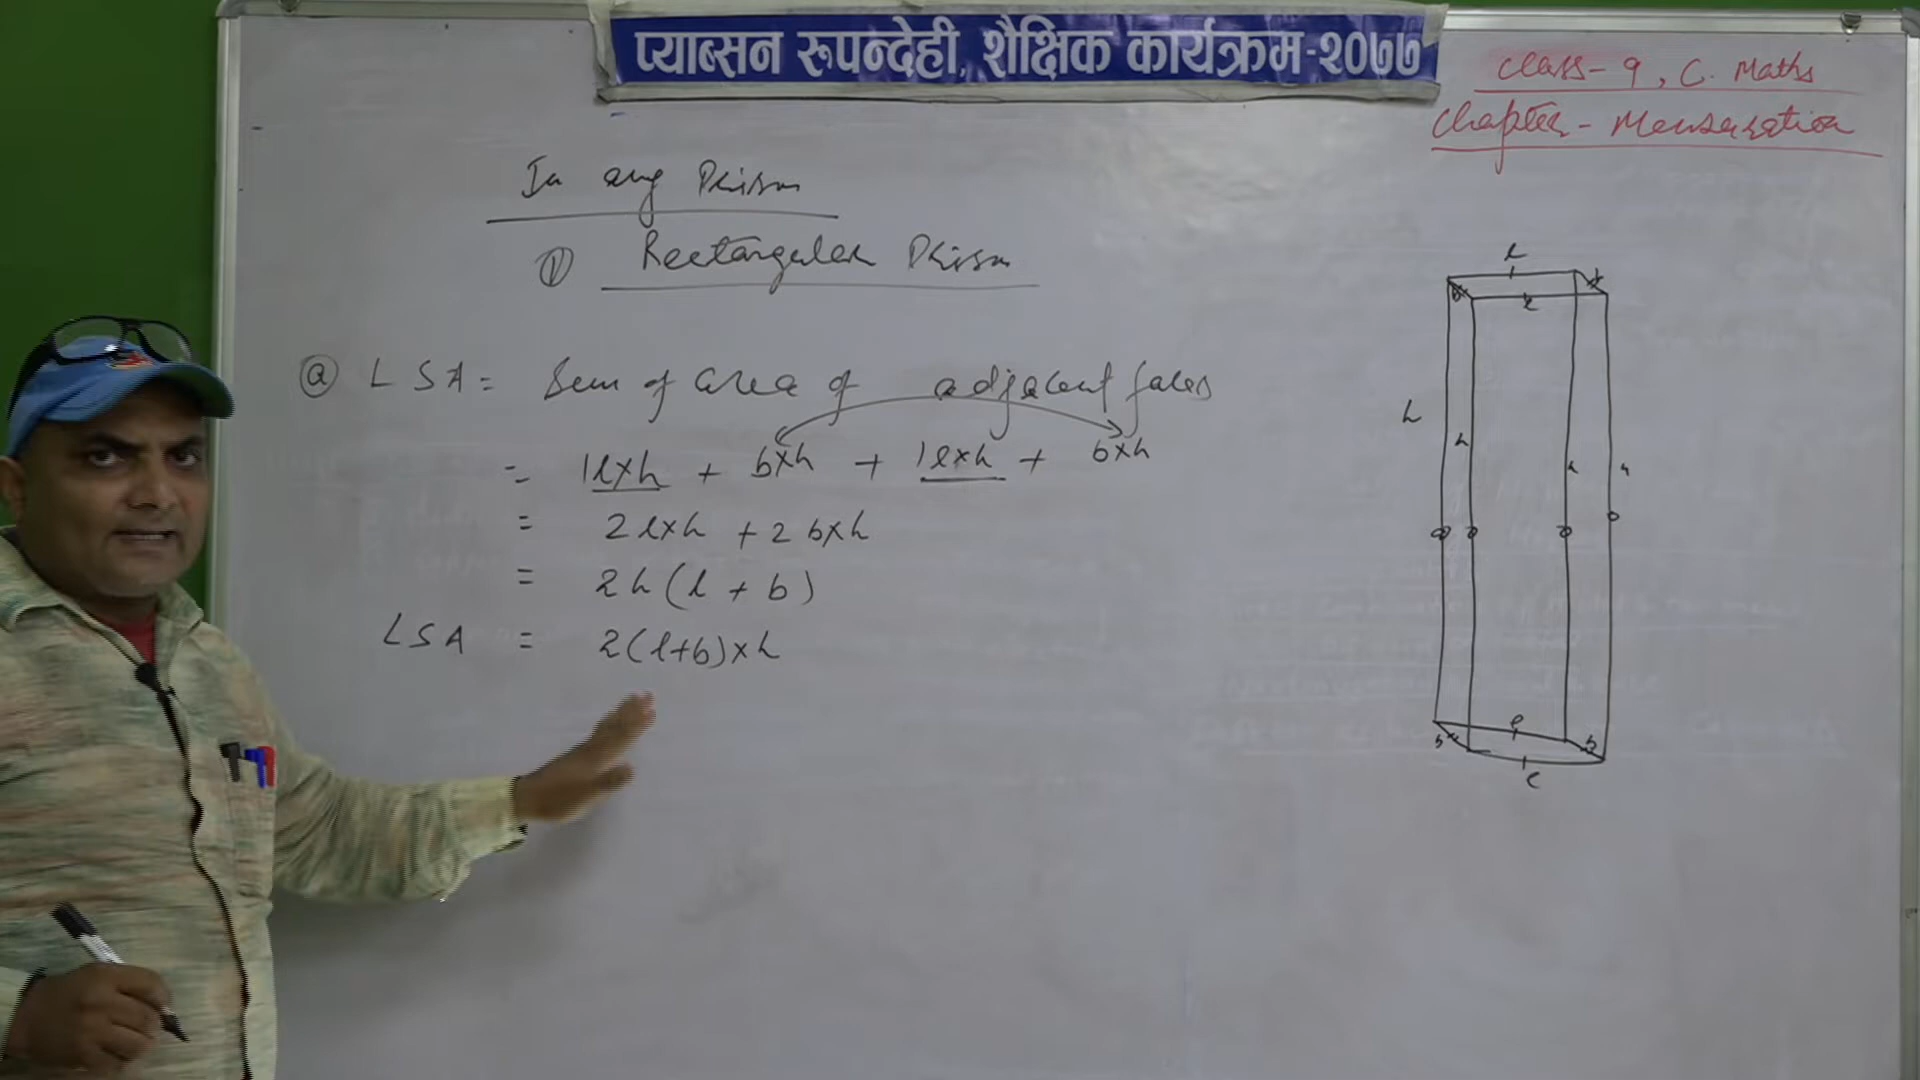 प्याब्सन रूपन्देही, शैक्षिक कार्यक्रम-२०७७
Class- 9, C. Maths
Chapter- Mensuration
In any Prism
① Rectangular Prism
ⓐ LSA = Sum of area of adjacent faces
= l×h + b×h + l×h + b×h
= 2l×h + 2b×h
= 2h(l + b)
LSA = 2(l+b)×h
l
b
l
h
h
h
h
l
b
b
l